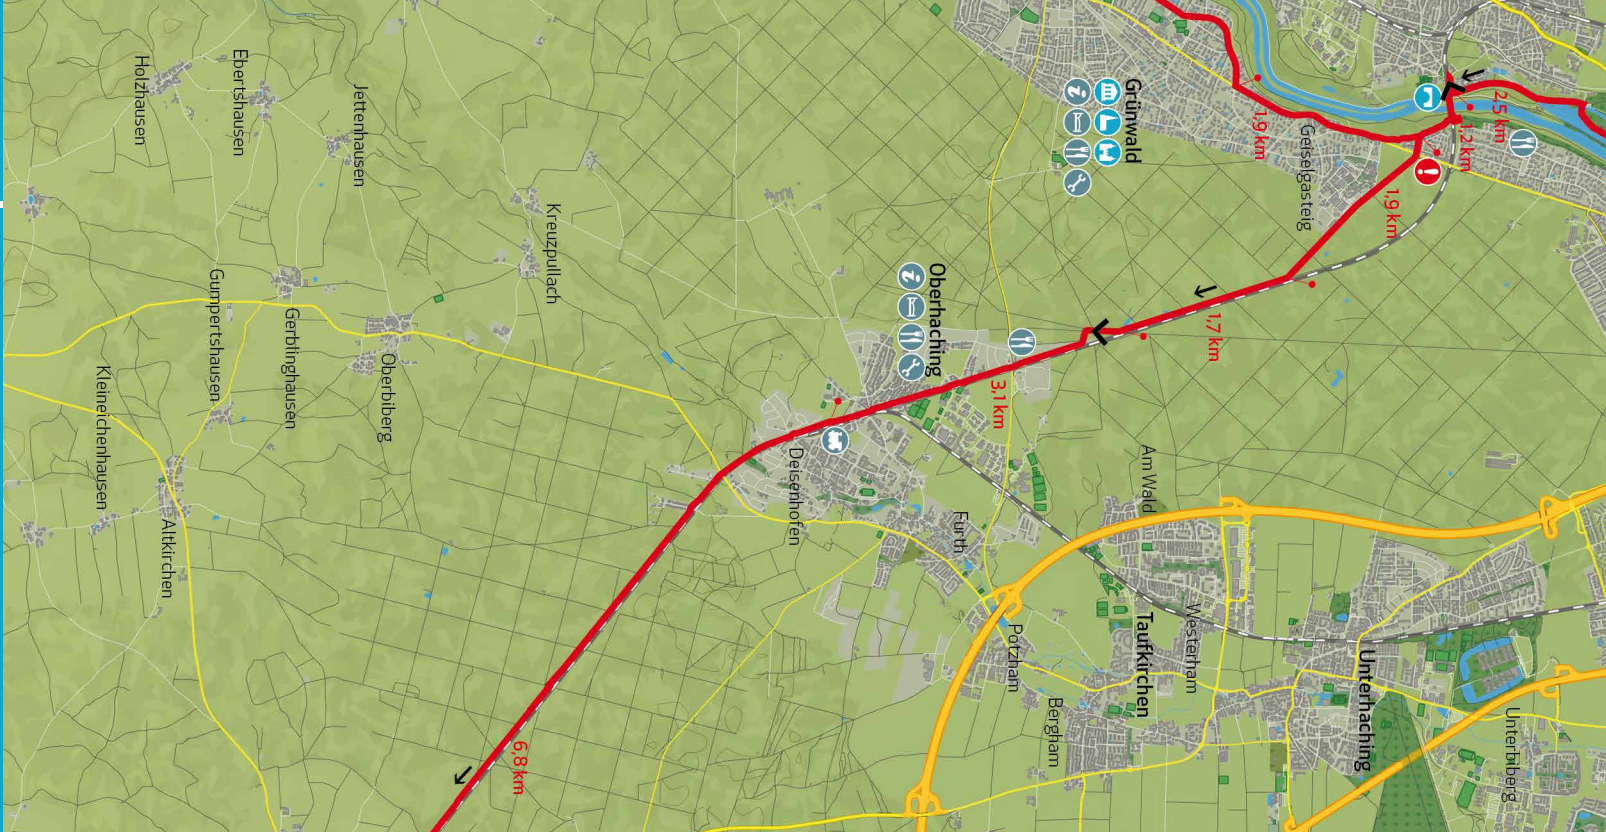 Holzhausen
Ebertshausen
Jettenhausen
Kreuzpullach
Gumpertshausen
Gerblinghausen
Oberbiberg
Kleineichenhausen
Altkirchen
Grünwald
Geiselgasteig
1,9 km
2,5 km
1,2 km
1,9 km
1,7 km
Oberhaching
3,1 km
Deisenhofen
Furth
Am Wald
Potzham
Taufkirchen
Westerham
Bergham
Unterhaching
Unterbiberg
6,8 km